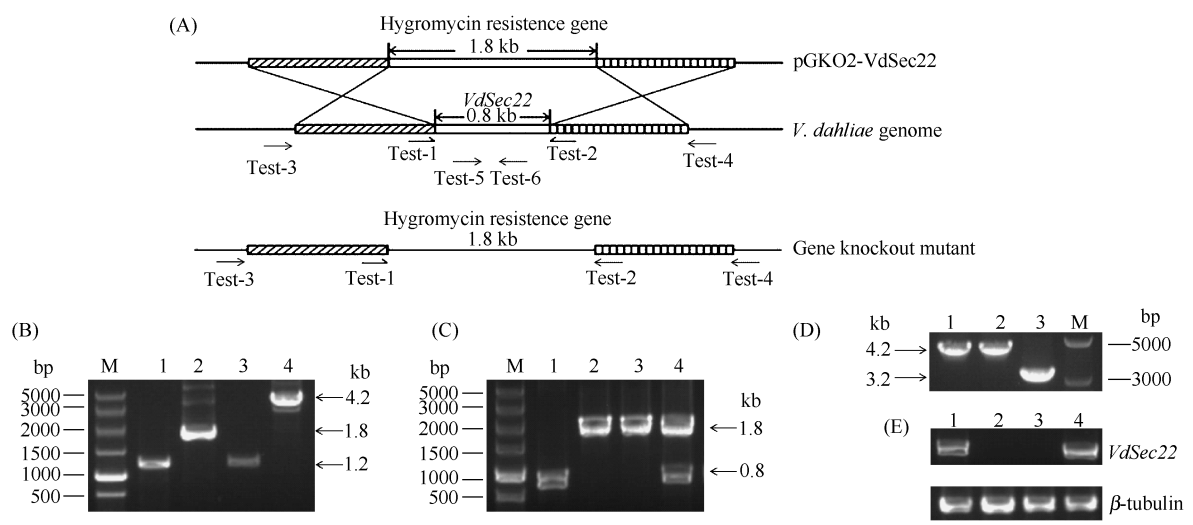 (A)
Hygromycin resistence gene
1.8 kb
pGKO2-VdSec22
VdSec22
0.8 kb
V. dahliae genome
Test-3
Test-1
Test-5
Test-6
Test-2
Test-4
Hygromycin resistence gene
1.8 kb
Gene knockout mutant
Test-3
Test-1
Test-2
Test-4
(B)
bp M 1 2 3 4 kb
5000
3000
2000
1500
1000
500
4.2
1.8
1.2
(C)
bp M 1 2 3 4 kb
5000
3000
2000
1500
1000
500
1.8
0.8
(D)
kb 1 2 3 M bp
4.2
3.2
5000
3000
(E)
1 2 3 4
VdSec22
β-tubulin